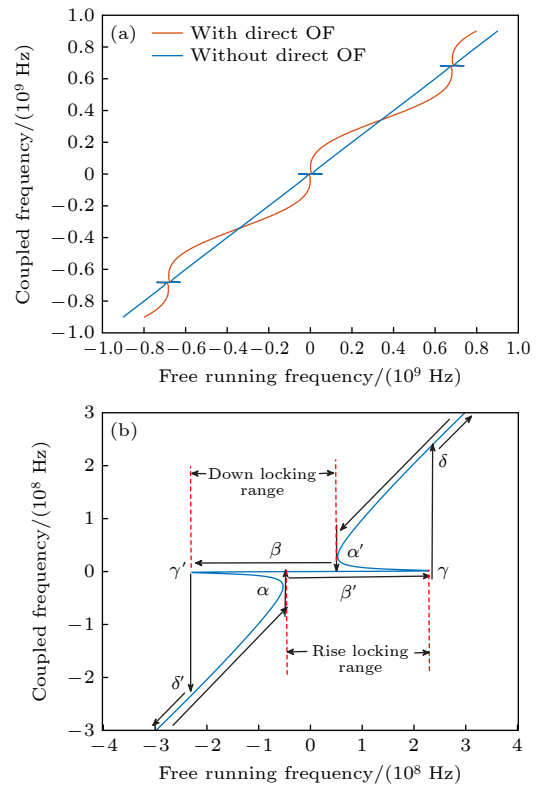 (a)
With direct OF
Without direct OF
Coupled frequency/(10⁹ Hz)
1.0
0.8
0.6
0.4
0.2
0
−0.2
−0.4
−0.6
−0.8
−1.0
−1.0 −0.8 −0.6 −0.4 −0.2 0 0.2 0.4 0.6 0.8 1.0
Free running frequency/(10⁹ Hz)
(b)
Coupled frequency/(10⁸ Hz)
3
2
1
0
−1
−2
−3
δ
Down locking
range
β
α′
γ′
γ
α
β′
Rise locking
range
δ′
−4 −3 −2 −1 0 1 2 3 4
Free running frequency/(10⁸ Hz)